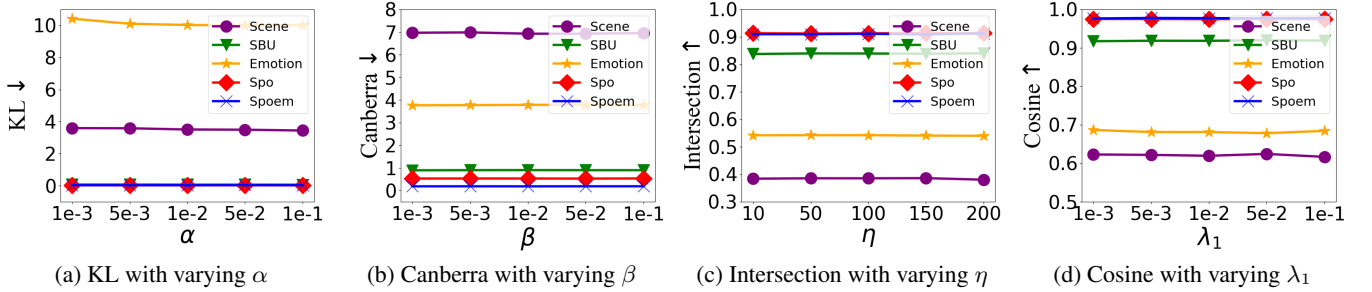 KL ↓
10
8
6
4
2
0
1e-3 5e-3 1e-2 5e-2 1e-1
α
Scene
SBU
Emotion
Spo
Spoem
(a) KL with varying α
Canberra ↓
8
7
6
5
4
3
2
1
0
1e-3 5e-3 1e-2 5e-2 1e-1
β
Scene
SBU
Emotion
Spo
Spoem
(b) Canberra with varying β
Intersection ↑
1.0
0.9
0.8
0.7
0.6
0.5
0.4
0.3
10 50 100 150 200
η
Scene
SBU
Emotion
Spo
Spoem
(c) Intersection with varying η
Cosine ↑
1.0
0.9
0.8
0.7
0.6
0.5
1e-3 5e-3 1e-2 5e-2 1e-1
λ₁
Scene
SBU
Emotion
Spo
Spoem
(d) Cosine with varying λ₁